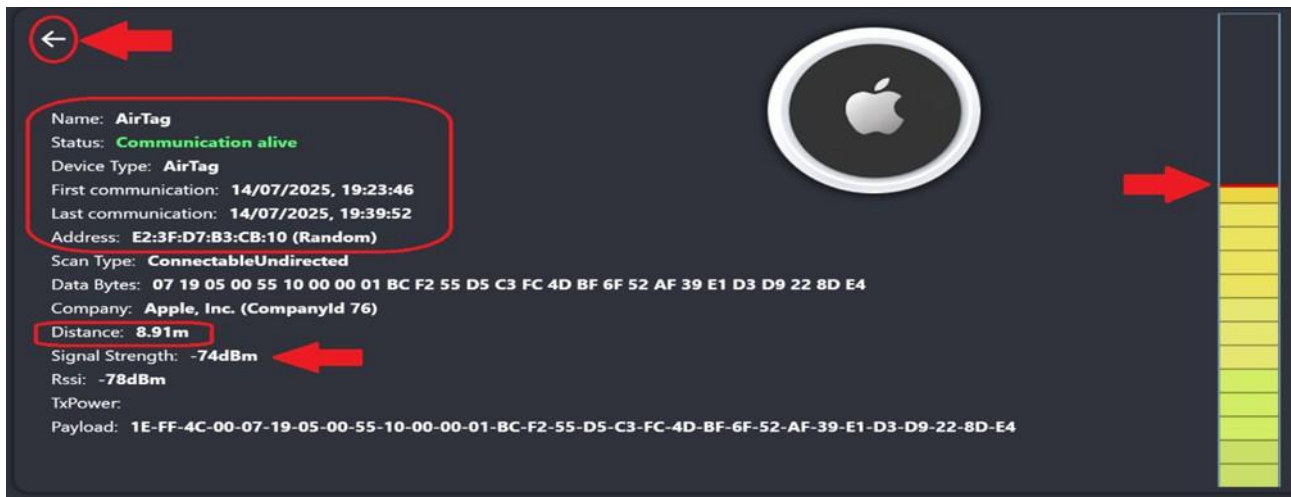 Name: AirTag
Status: Communication alive
Device Type: AirTag
First communication: 14/07/2025, 19:23:46
Last communication: 14/07/2025, 19:39:52
Address: E2:3F:D7:B3:CB:10 (Random)
Scan Type: ConnectableUndirected
Data Bytes: 07 19 05 00 55 10 00 00 01 BC F2 55 D5 C3 FC 4D BF 6F 52 AF 39 E1 D3 D9 22 8D E4
Company: Apple, Inc. (CompanyId 76)
Distance: 8.91m
Signal Strength: -74dBm
Rssi: -78dBm
TxPower:
Payload: 1E-FF-4C-00-07-19-05-00-55-10-00-00-01-BC-F2-55-D5-C3-FC-4D-BF-6F-52-AF-39-E1-D3-D9-22-8D-E4